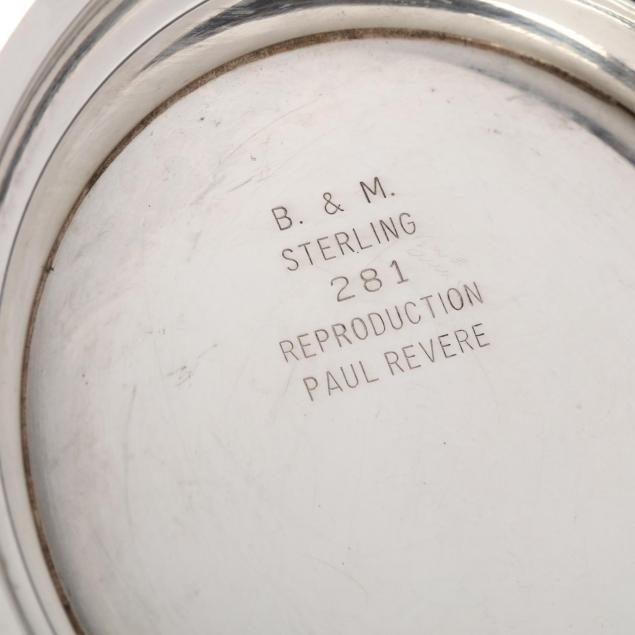 B. & M.
STERLING
281
REPRODUCTION
PAUL REVERE